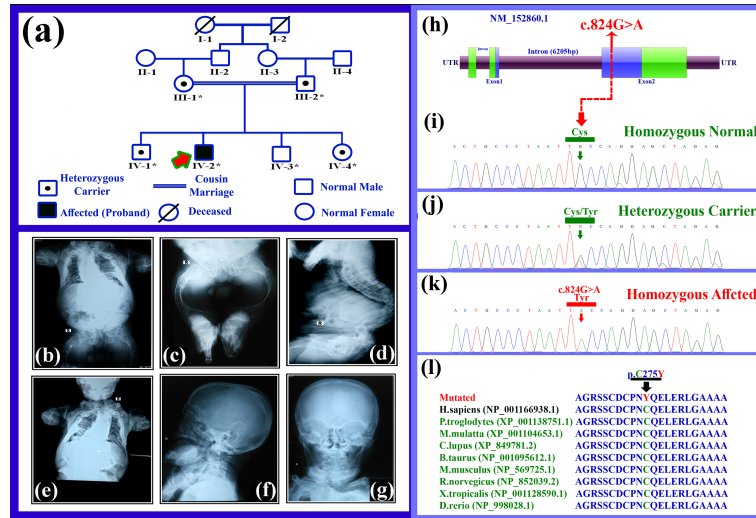 (a)
I-1
I-2
II-1
II-2
II-3
II-4
III-1*
III-2*
IV-1*
IV-2*
IV-3*
IV-4*
Heterozygous Carrier
Cousin Marriage
Normal Male
Affected (Proband)
Deceased
Normal Female
(b)
(c)
(d)
(e)
(f)
(g)
(h)
NM_152860.1
c.824G>A
UTR
Intron
Exon1
Intron (6205bp)
Exon2
UTR
(i)
Cys
Homozygous Normal
A C T G C C C T A A T T G C C A G G A G C T A G A G
(j)
Cys/Tyr
Heterozygous Carrier
(k)
c.824G>A
Tyr
Homozygous Affcted
A C T G C C C T A A T T A C C A G G A G C T A G A G
(l)
p.C275Y
Mutated AGRSSCDCPNYQELERLGAAAA
H.sapiens (NP_001166938.1) AGRSSCDCPNCQELERLGAAAA
P.troglodytes (XP_001138751.1) AGRSSCDCPNCQELERLGAAAA
M.mulatta (XP_001104653.1) AGRSSCDCPNCQELERLGAAAA
C.lupus (XP_849781.2) AGRSSCDCPNCQELERLGAAAA
B.taurus (NP_001095612.1) AGRSSCDCPNCQELERLGAAAA
M.musculus (NP_569725.1) AGRSSCDCPNCQELERLGAAAA
R.norvegicus (NP_852039.2) AGRSSCDCPNCQELERLGAAAA
X.tropicalis (NP_001128590.1) AGRSSCDCPNCQELERLGAAAA
D.rerio (NP_998028.1) AGRSSCDCPNCQELERLGAAAA